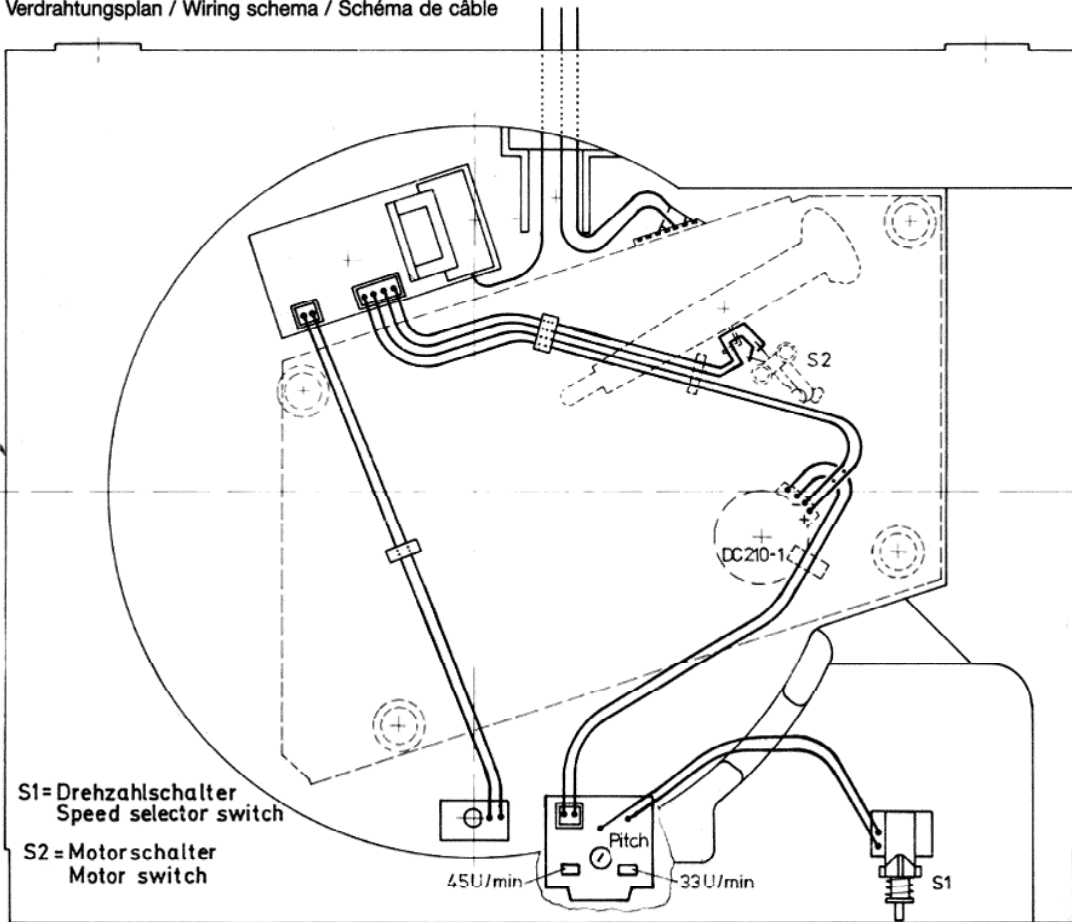 Verdrahtungsplan / Wiring schema / Schéma de câble
S2
DC210-1
+
S1= Drehzahlschalter
Speed selector switch
S2 = Motorschalter
Motor switch
Pitch
45U/min
33U/min
S1